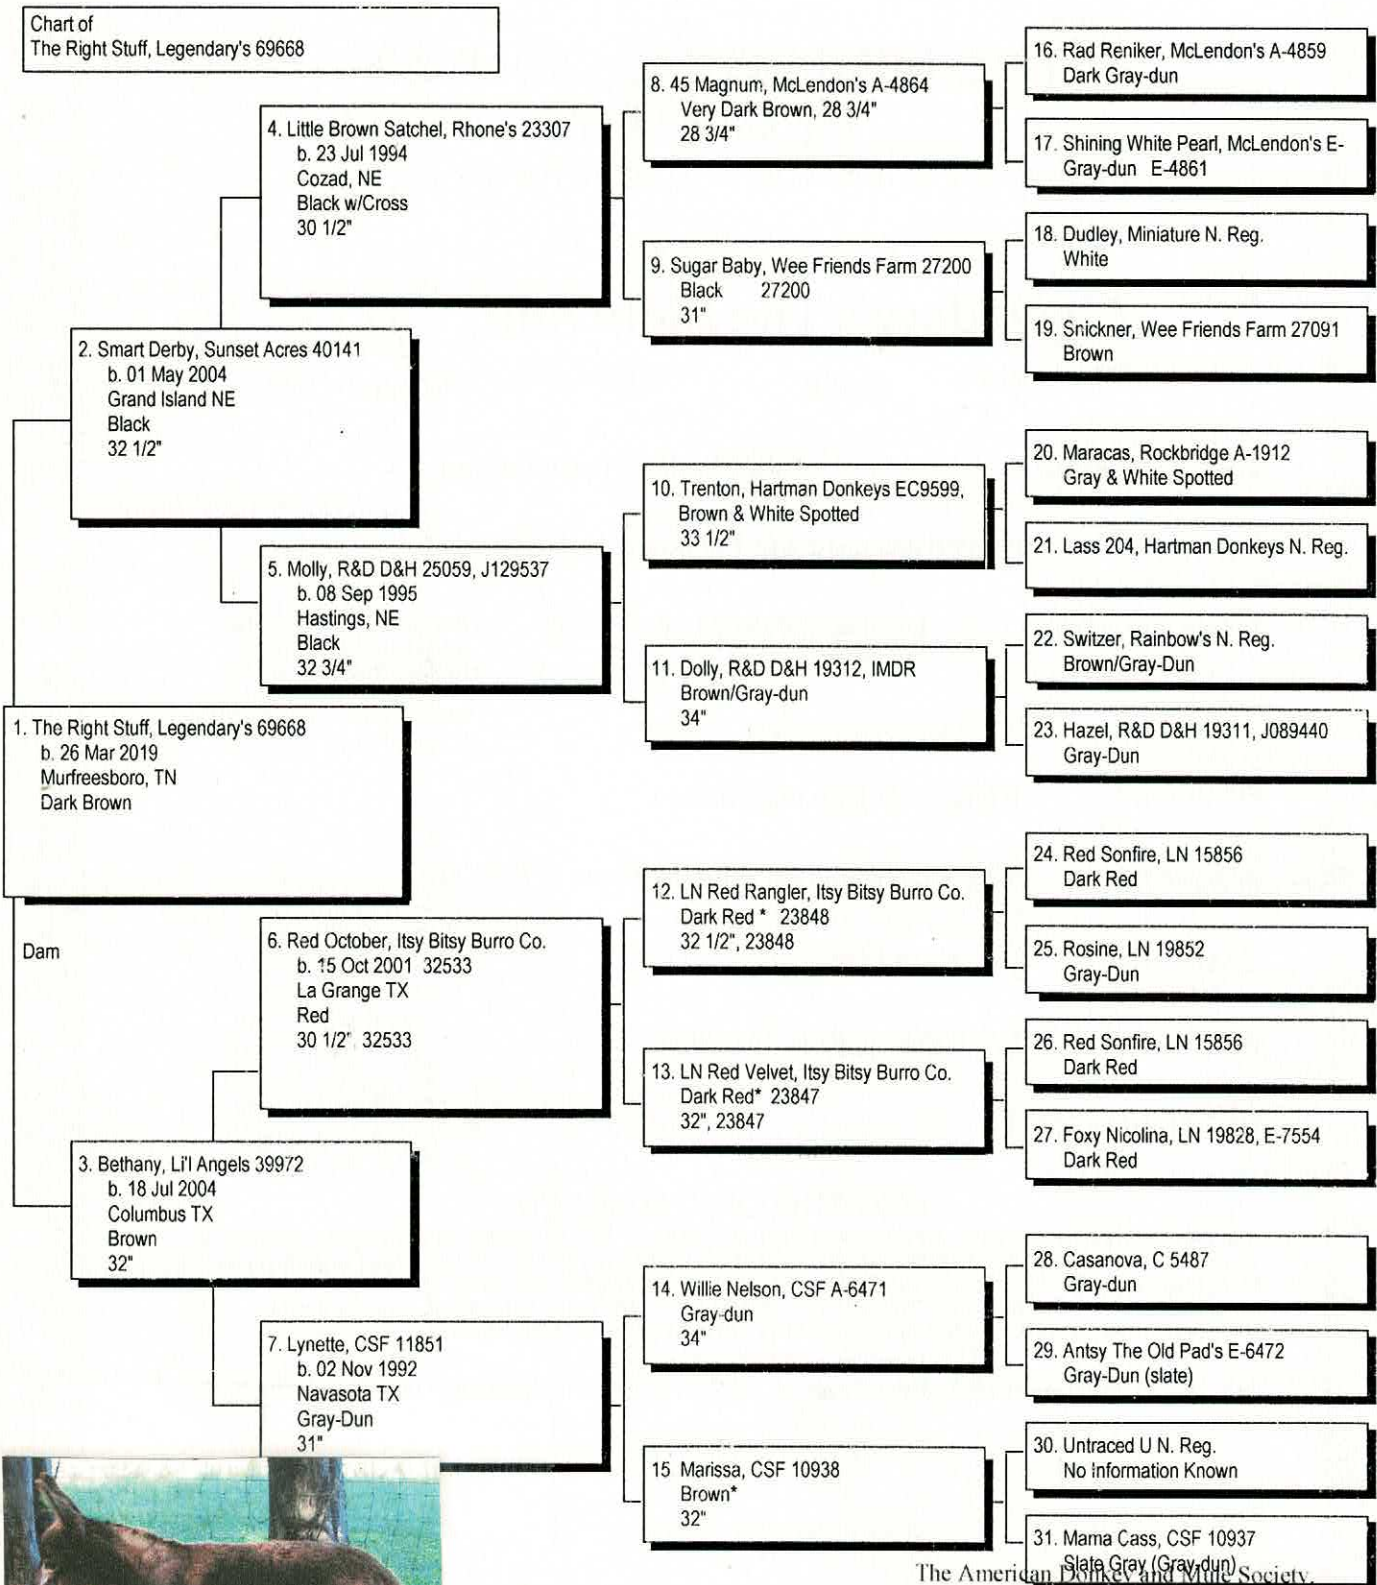 Chart of
The Right Stuff, Legendary's 69668
1. The Right Stuff, Legendary's 69668
b. 26 Mar 2019
Murfreesboro, TN
Dark Brown
Dam
2. Smart Derby, Sunset Acres 40141
b. 01 May 2004
Grand Island NE
Black
32 1/2"
3. Bethany, Li'l Angels 39972
b. 18 Jul 2004
Columbus TX
Brown
32"
4. Little Brown Satchel, Rhone's 23307
b. 23 Jul 1994
Cozad, NE
Black w/Cross
30 1/2"
5. Molly, R&D D&H 25059, J129537
b. 08 Sep 1995
Hastings, NE
Black
32 3/4"
6. Red October, Itsy Bitsy Burro Co.
b. 15 Oct 2001 32533
La Grange TX
Red
30 1/2" 32533
7. Lynette, CSF 11851
b. 02 Nov 1992
Navasota TX
Gray-Dun
31"
8. 45 Magnum, McLendon's A-4864
Very Dark Brown, 28 3/4"
28 3/4"
9. Sugar Baby, Wee Friends Farm 27200
Black 27200
31"
10. Trenton, Hartman Donkeys EC9599,
Brown & White Spotted
33 1/2"
11. Dolly, R&D D&H 19312, IMDR
Brown/Gray-dun
34"
12. LN Red Rangler, Itsy Bitsy Burro Co.
Dark Red * 23848
32 1/2", 23848
13. LN Red Velvet, Itsy Bitsy Burro Co.
Dark Red* 23847
32", 23847
14. Willie Nelson, CSF A-6471
Gray-dun
34"
15 Marissa, CSF 10938
Brown*
32"
16. Rad Reniker, McLendon's A-4859
Dark Gray-dun
17. Shining White Pearl, McLendon's E-
Gray-dun E-4861
18. Dudley, Miniature N. Reg.
White
19. Snickner, Wee Friends Farm 27091
Brown
20. Maracas, Rockbridge A-1912
Gray & White Spotted
21. Lass 204, Hartman Donkeys N. Reg.
22. Switzer, Rainbow's N. Reg.
Brown/Gray-Dun
23. Hazel, R&D D&H 19311, J089440
Gray-Dun
24. Red Sonfire, LN 15856
Dark Red
25. Rosine, LN 19852
Gray-Dun
26. Red Sonfire, LN 15856
Dark Red
27. Foxy Nicolina, LN 19828, E-7554
Dark Red
28. Casanova, C 5487
Gray-dun
29. Antsy The Old Pad's E-6472
Gray-Dun (slate)
30. Untraced U N. Reg.
No Information Known
31. Mama Cass, CSF 10937
Slate Gray (Gray-dun)
The American Donkey and Mule Society,